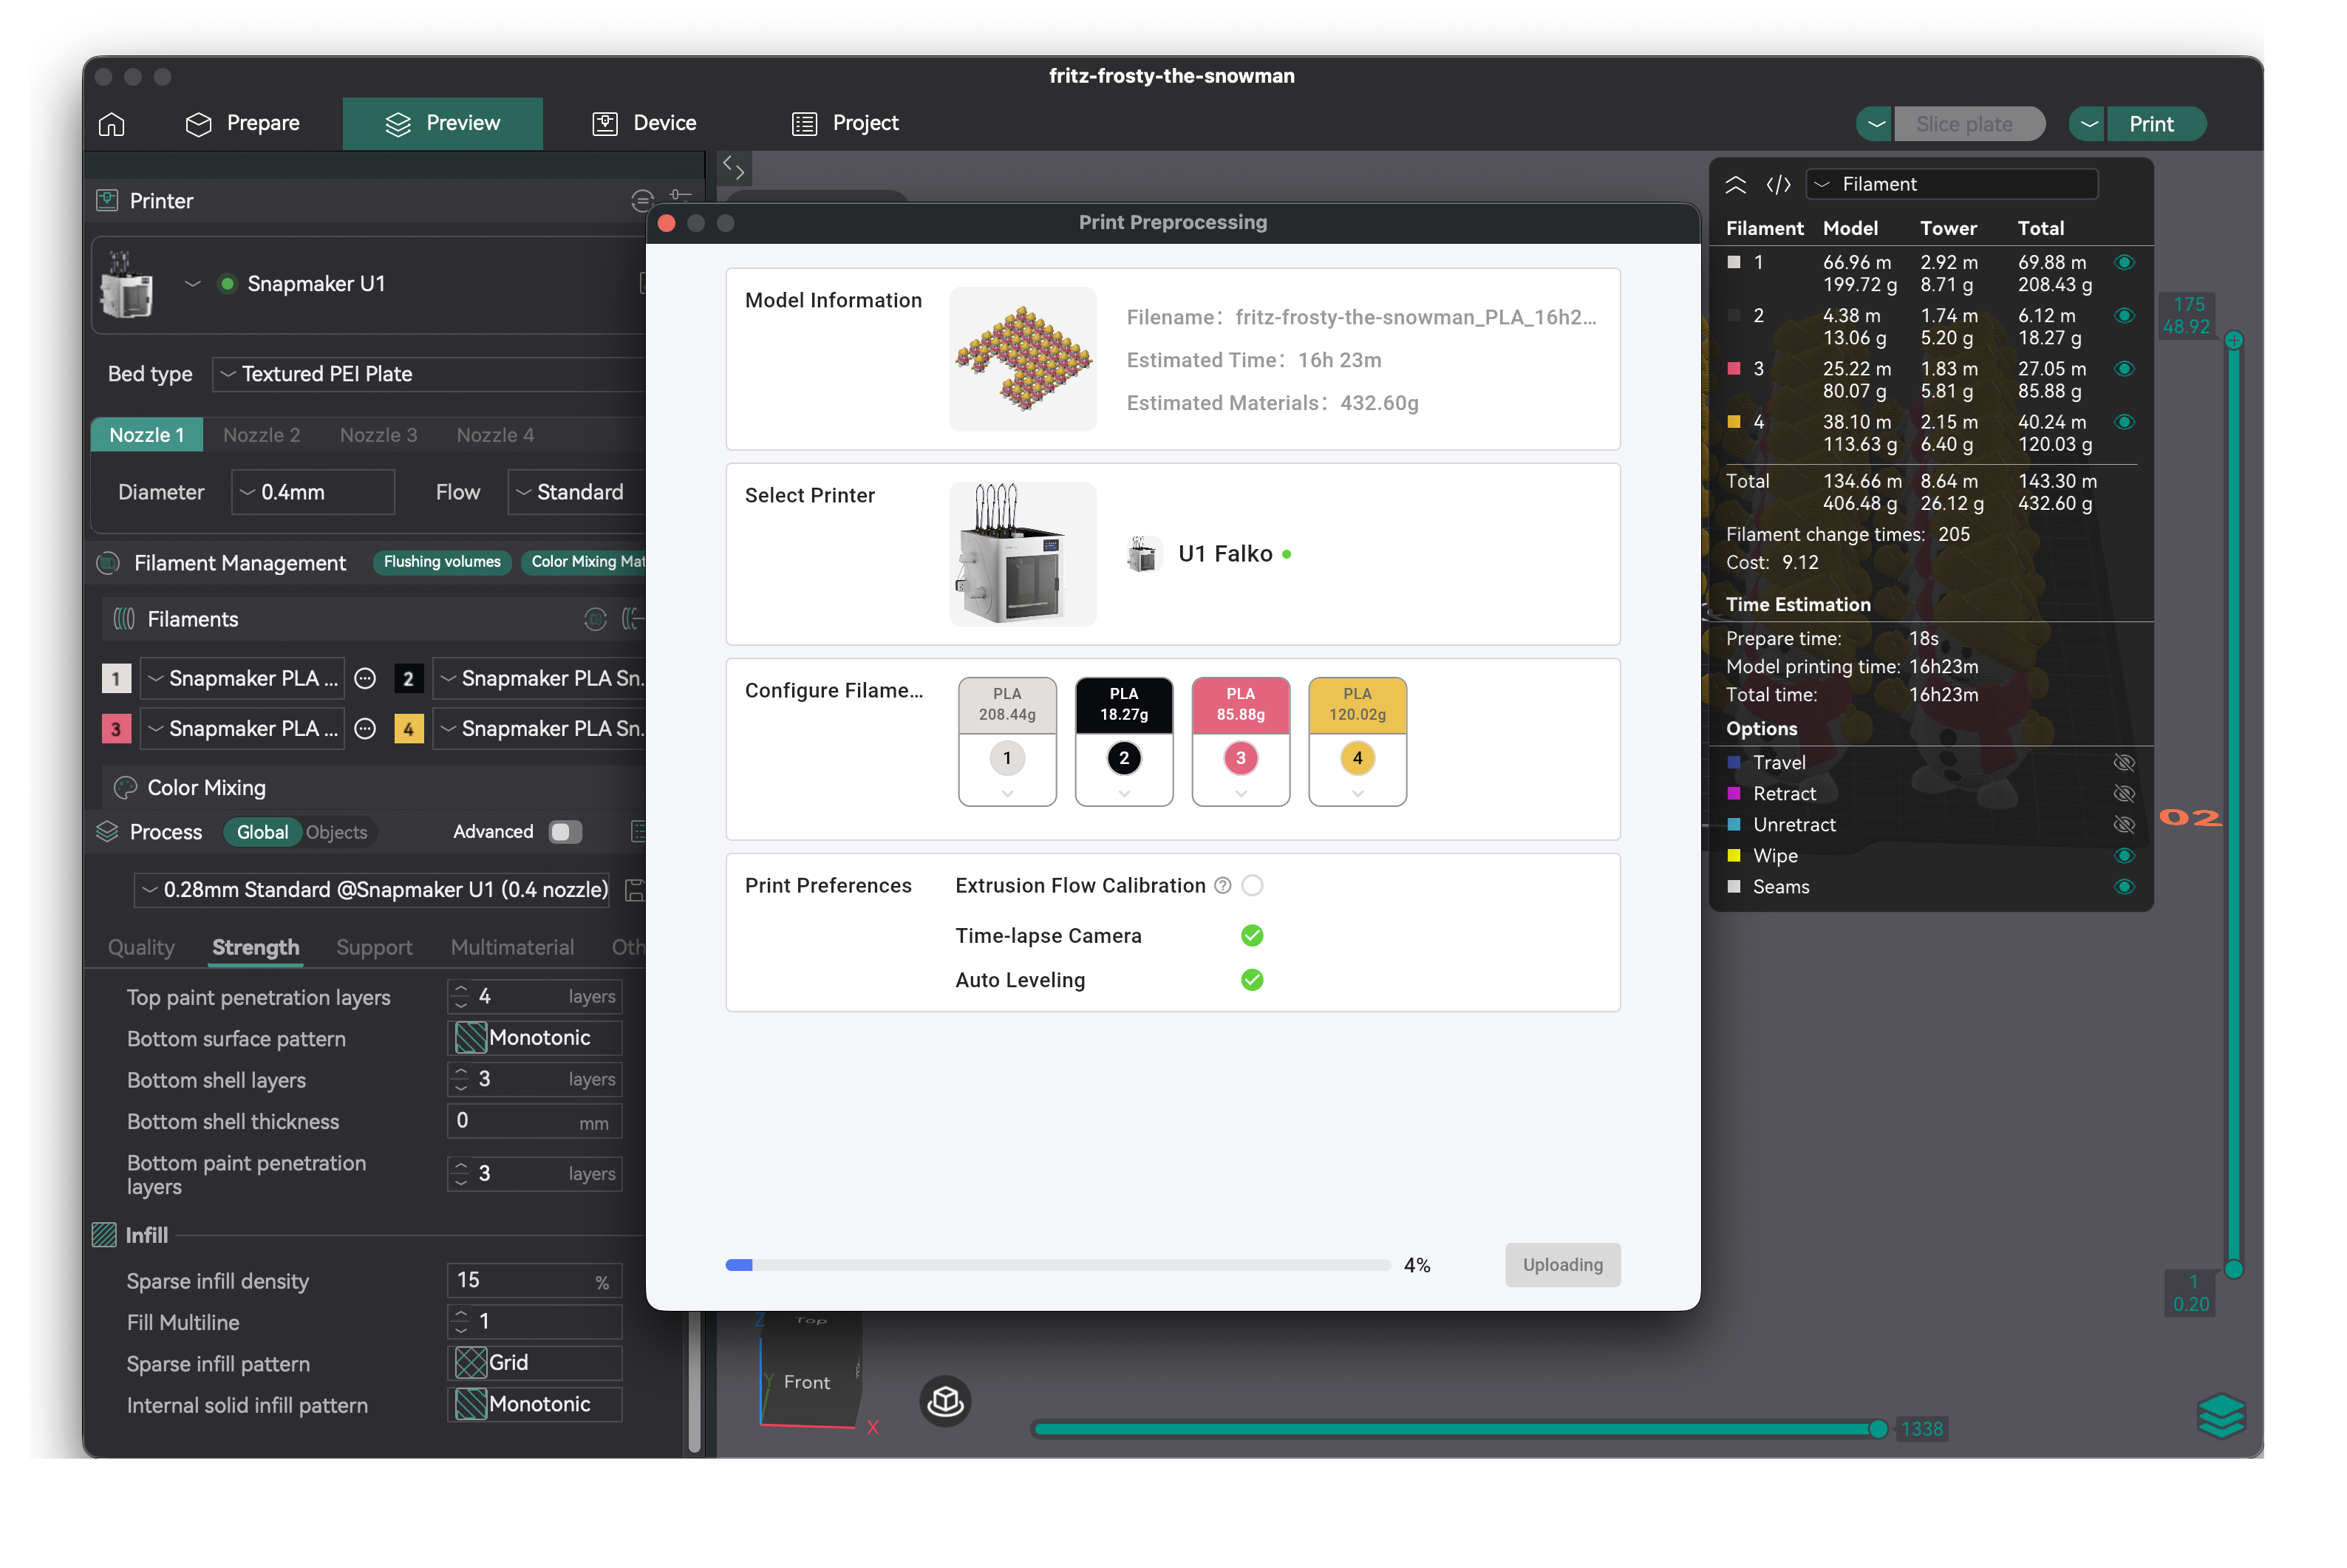 fritz-frosty-the-snowman
Prepare
Preview
Device
Project
Slice plate
Print
Printer
Snapmaker U1
Bed type
Textured PEI Plate
Nozzle 1
Nozzle 2
Nozzle 3
Nozzle 4
Diameter
0.4mm
Flow
Standard
Filament Management
Flushing volumes
Color Mixing Mat
Filaments
1
Snapmaker PLA ...
2
Snapmaker PLA Sn.
3
Snapmaker PLA ...
4
Snapmaker PLA Sn.
Color Mixing
Process
Global
Objects
Advanced
0.28mm Standard @Snapmaker U1 (0.4 nozzle)
Quality
Strength
Support
Multimaterial
Oth
Top paint penetration layers
4 layers
Bottom surface pattern
Monotonic
Bottom shell layers
3 layers
Bottom shell thickness
0 mm
Bottom paint penetration
layers
3 layers
Infill
Sparse infill density
15 %
Fill Multiline
1
Sparse infill pattern
Grid
Internal solid infill pattern
Monotonic
Print Preprocessing
Model Information
Filename: fritz-frosty-the-snowman_PLA_16h2...
Estimated Time: 16h 23m
Estimated Materials: 432.60g
Select Printer
U1 Falko
Configure Filame...
PLA
208.44g
1
PLA
18.27g
2
PLA
85.88g
3
PLA
120.02g
4
Print Preferences
Extrusion Flow Calibration ?
Time-lapse Camera
Auto Leveling
4%
Uploading
Filament
Filament Model Tower Total
1 66.96 m 2.92 m 69.88 m
199.72 g 8.71 g 208.43 g
2 4.38 m 1.74 m 6.12 m
13.06 g 5.20 g 18.27 g
3 25.22 m 1.83 m 27.05 m
80.07 g 5.81 g 85.88 g
4 38.10 m 2.15 m 40.24 m
113.63 g 6.40 g 120.03 g
Total 134.66 m 8.64 m 143.30 m
406.48 g 26.12 g 432.60 g
Filament change times: 205
Cost: 9.12
Time Estimation
Prepare time: 18s
Model printing time: 16h23m
Total time: 16h23m
Options
Travel
Retract
Unretract
Wipe
Seams
175
48.92
02
1
0.20
Top
Front
Z
Y
X
1338